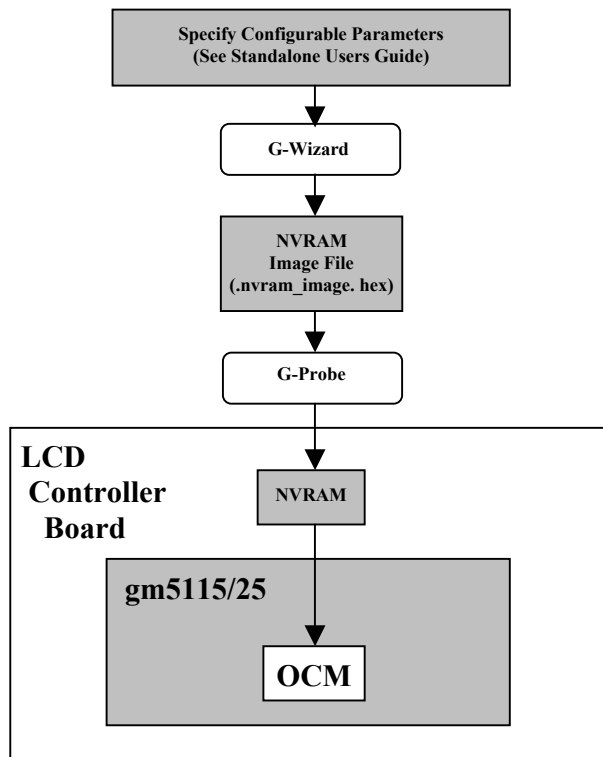 Specify Configurable Parameters
(See Standalone Users Guide)
G-Wizard
NVRAM
Image File
(.nvram_image. hex)
G-Probe
LCD
Controller
Board
NVRAM
gm5115/25
OCM